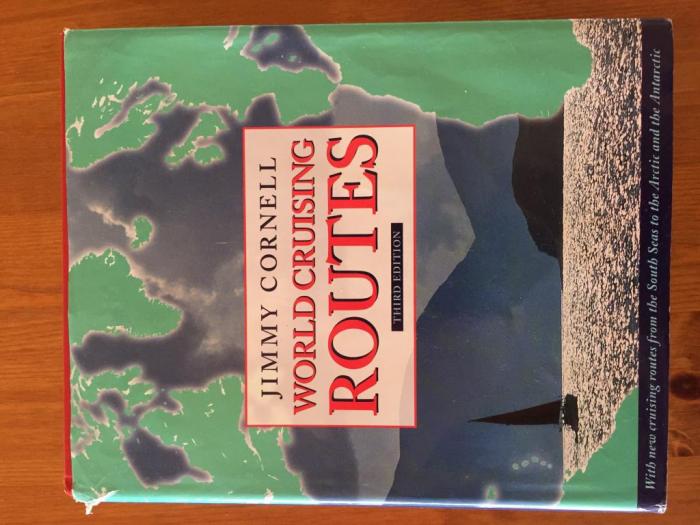 JIMMY CORNELL
WORLD CRUISING
ROUTES
THIRD EDITION
With new cruising routes from the South Seas to the Arctic and the Antarctic